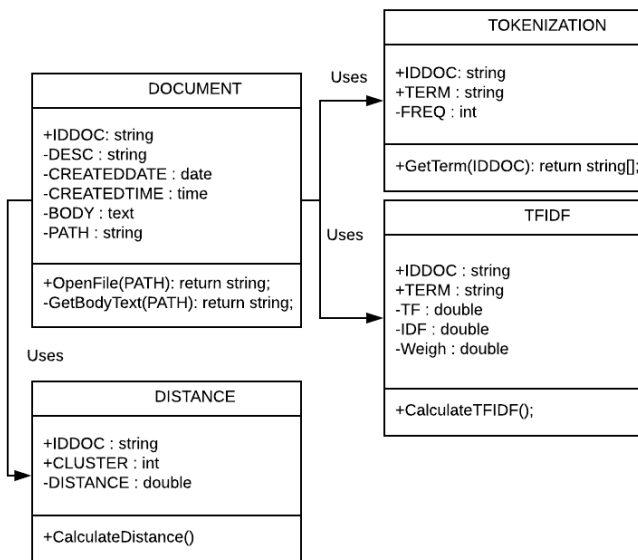 TOKENIZATION
+IDDOC: string
+TERM : string
-FREQ : int
+GetTerm(IDDOC): return string[];
Uses
DOCUMENT
+IDDOC: string
-DESC : string
-CREATEDDATE : date
-CREATEDTIME : time
-BODY : text
-PATH : string
+OpenFile(PATH): return string;
-GetBodyText(PATH): return string;
Uses
TFIDF
+IDDOC : string
+TERM : string
-TF : double
-IDF : double
-Weigh : double
+CalculateTFIDF();
Uses
DISTANCE
+IDDOC : string
+CLUSTER : int
-DISTANCE : double
+CalculateDistance()